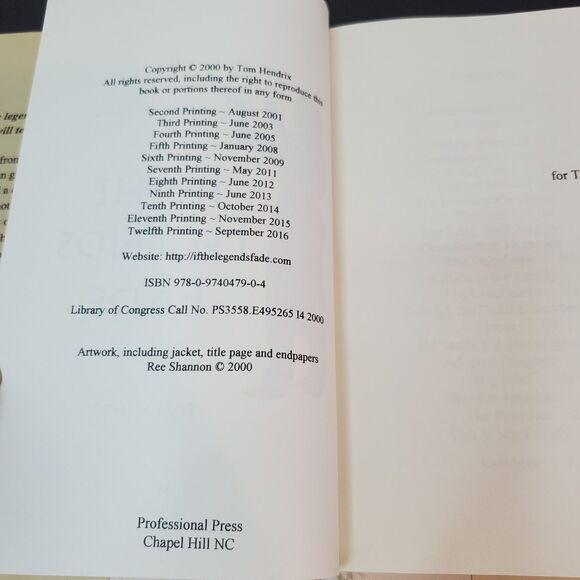 Copyright © 2000 by Tom Hendrix
All rights reserved, including the right to reproduce this
book or portions thereof in any form
Second Printing ~ August 2001
Third Printing ~ June 2003
Fourth Printing ~ June 2005
Fifth Printing ~ January 2008
Sixth Printing ~ November 2009
Seventh Printing ~ May 2011
Eighth Printing ~ June 2012
Ninth Printing ~ June 2013
Tenth Printing ~ October 2014
Eleventh Printing ~ November 2015
Twelfth Printing ~ September 2016
Website: http://ifthelegendsfade.com
ISBN 978-0-9740479-0-4
Library of Congress Call No. PS3558.E495265 I4 2000
Artwork, including jacket, title page and endpapers
Ree Shannon © 2000
Professional Press
Chapel Hill NC
for T